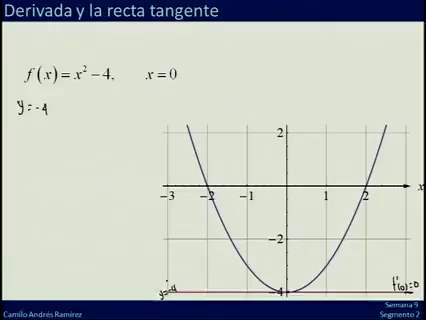 Derivada y la recta tangente
f(x) = x² − 4,  x = 0
y = -4
2
-3 -2 -1 1 2 x
-2
y=-4 -4 f'(0)=0
Semana 9
Camilo Andrés Ramírez Segmento 2